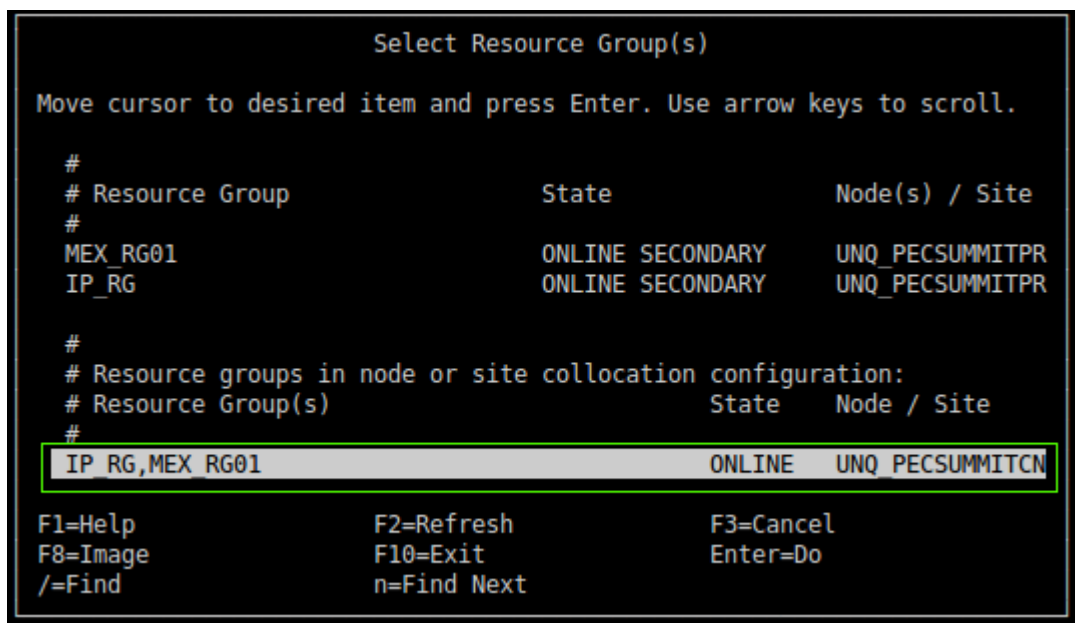 Select Resource Group(s)
Move cursor to desired item and press Enter. Use arrow keys to scroll.
#
# Resource Group State Node(s) / Site
#
MEX_RG01 ONLINE SECONDARY UNQ_PECSUMMITPR
IP_RG ONLINE SECONDARY UNQ_PECSUMMITPR
#
# Resource groups in node or site collocation configuration:
# Resource Group(s) State Node / Site
#
IP_RG,MEX_RG01 ONLINE UNQ_PECSUMMITCN
F1=Help F2=Refresh F3=Cancel
F8=Image F10=Exit Enter=Do
/=Find n=Find Next